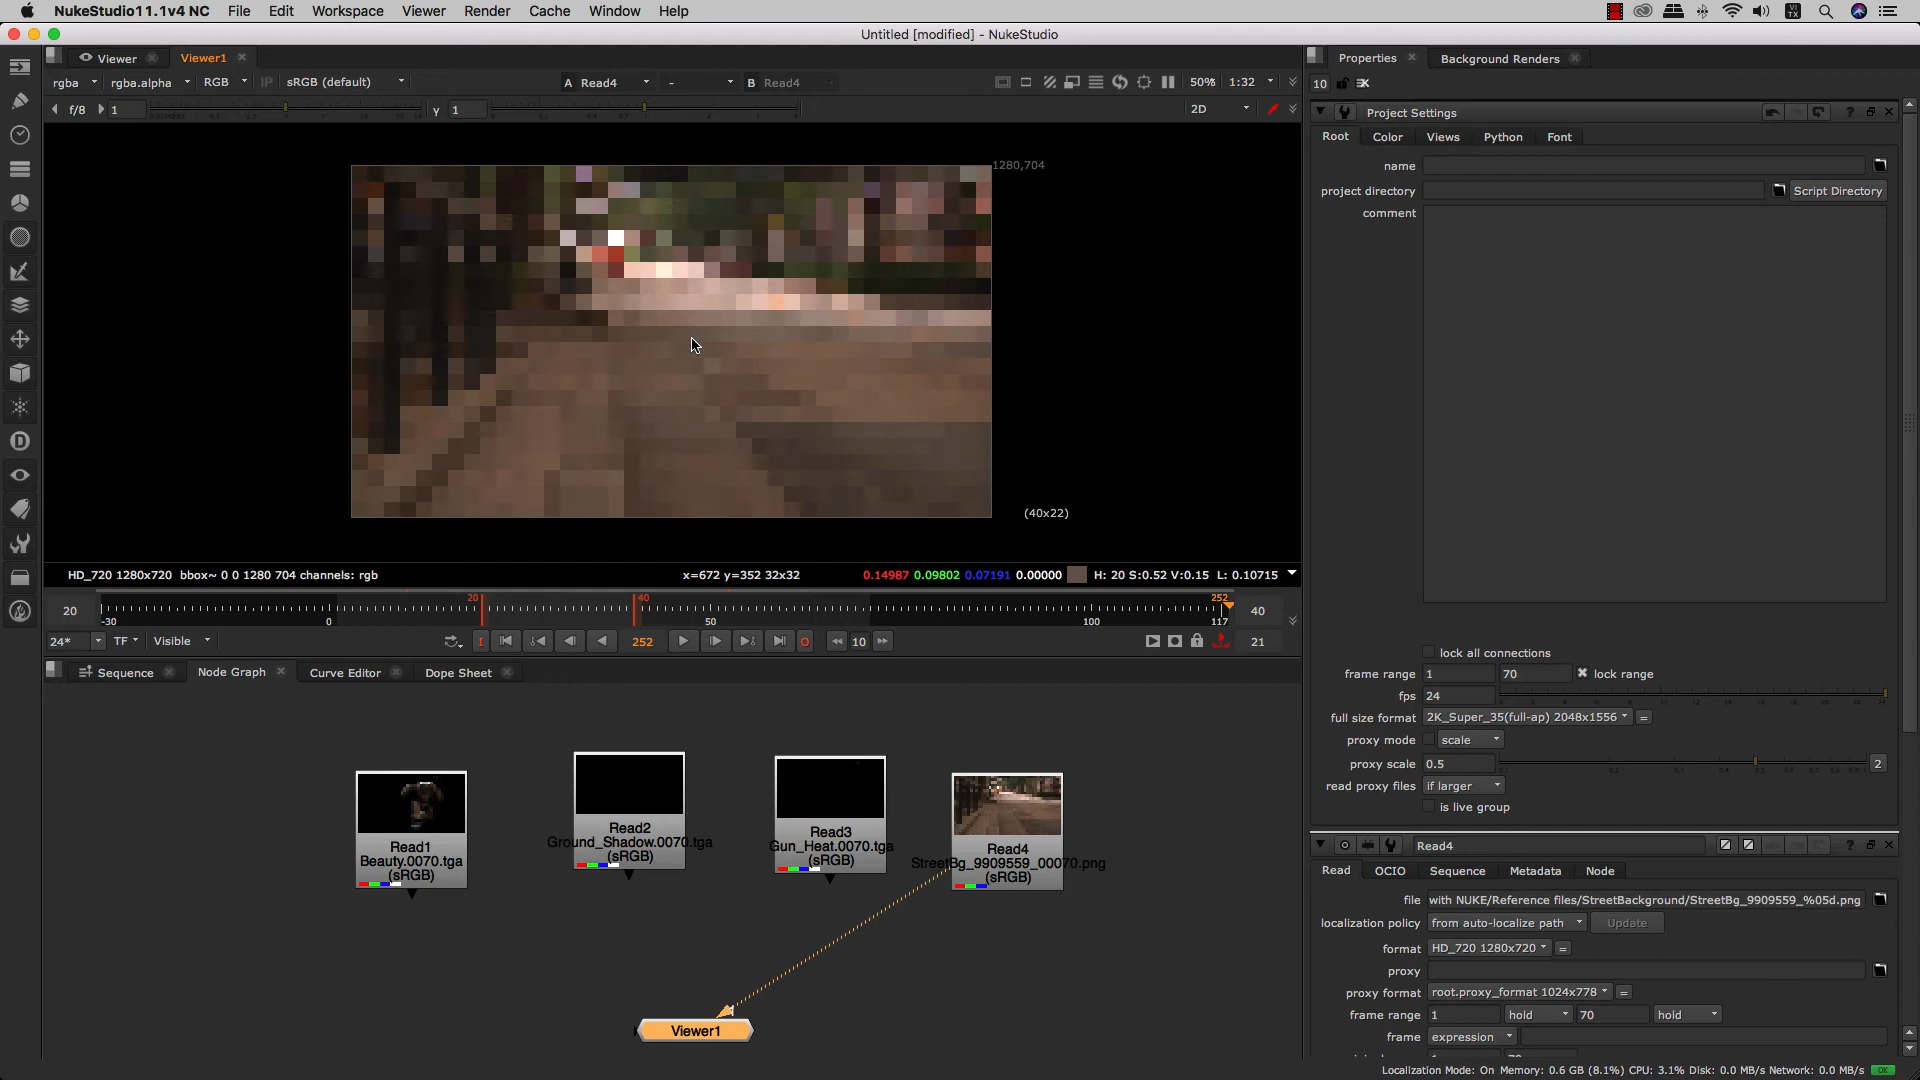 NukeStudio11.1v4 NC File Edit Workspace Viewer Render Cache Window Help
Untitled [modified] - NukeStudio
Viewer Viewer1
rgba rgba.alpha RGB IP sRGB (default) A Read4 - B Read4 50% 1:32
f/8 1 Y 1 2D
1280,704
(40x22)
HD_720 1280x720 bbox~ 0 0 1280 704 channels: rgb x=672 y=352 32x32 0.14987 0.09802 0.07191 0.00000 H: 20 S:0.52 V:0.15 L: 0.10715
20 20 40 252 40
-30 0 50 100 117
24* TF Visible I 252 O 10 21
Sequence Node Graph Curve Editor Dope Sheet
Read1
Beauty.0070.tga
(sRGB)
Read2
Ground_Shadow.0070.tga
(sRGB)
Read3
Gun_Heat.0070.tga
(sRGB)
Read4
StreetBg_9909559_00070.png
(sRGB)
1
Viewer1
Properties Background Renders
10
Project Settings
Root Color Views Python Font
name
project directory Script Directory
comment
lock all connections
frame range 1 70 lock range
fps 24
full size format 2K_Super_35(full-ap) 2048x1556 =
proxy mode scale
proxy scale 0.5 2
read proxy files if larger
is live group
Read4
Read OCIO Sequence Metadata Node
file with NUKE/Reference files/StreetBackground/StreetBg_9909559_%05d.png
localization policy from auto-localize path Update
format HD_720 1280x720 =
proxy
proxy format root.proxy_format 1024x778 =
frame range 1 hold 70 hold
frame expression
Localization Mode: On Memory: 0.6 GB (8.1%) CPU: 3.1% Disk: 0.0 MB/s Network: 0.0 MB/s OK